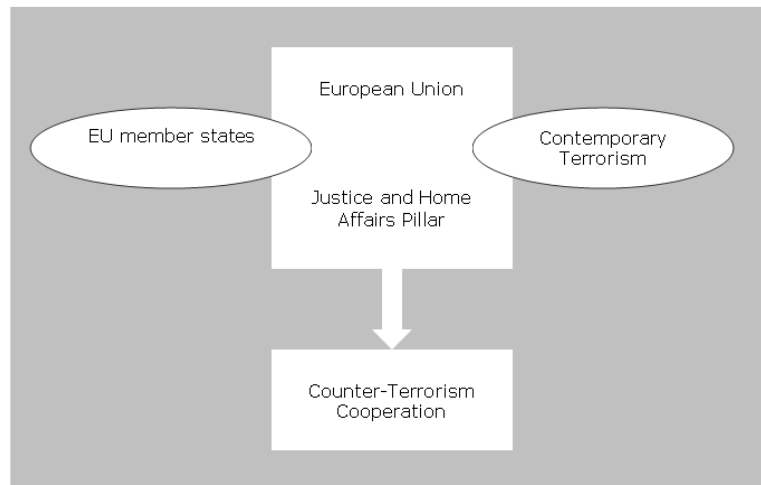 European Union
EU member states
Contemporary
Terrorism
Justice and Home
Affairs Pillar
Counter-Terrorism
Cooperation